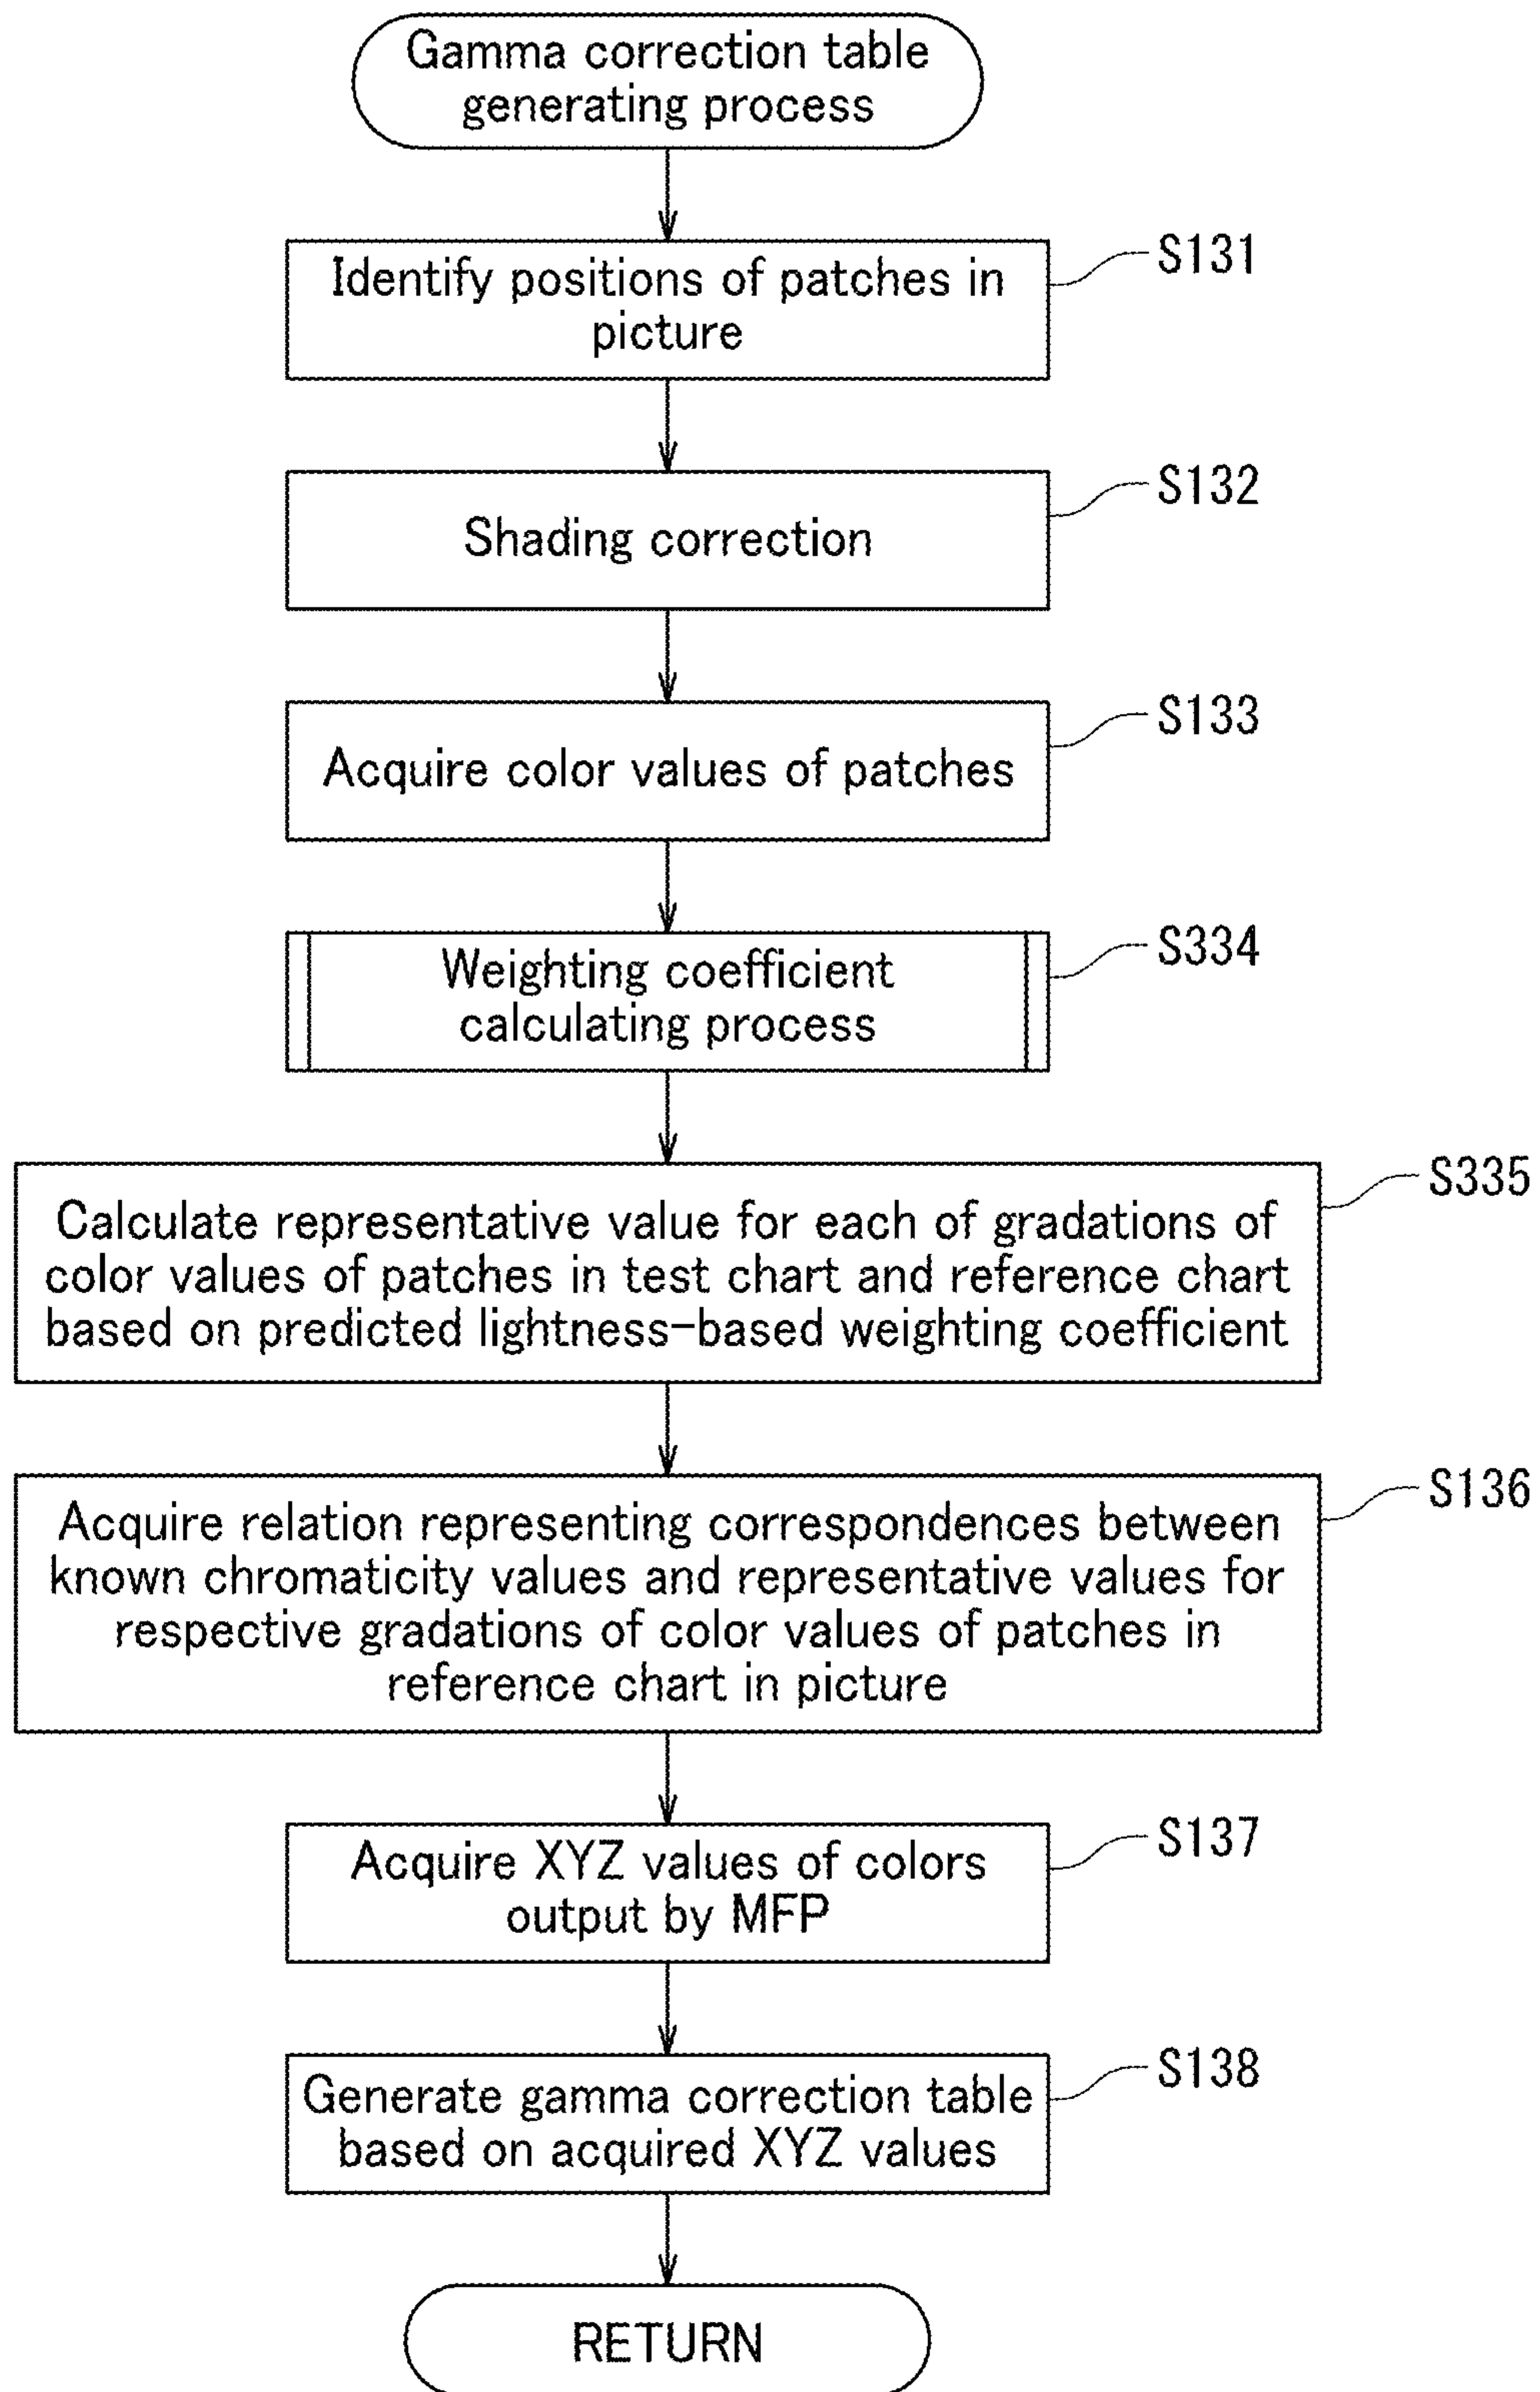 Gamma correction table
generating process
S131
Identify positions of patches in
picture
S132
Shading correction
S133
Acquire color values of patches
S334
Weighting coefficient
calculating process
S335
Calculate representative value for each of gradations of
color values of patches in test chart and reference chart
based on predicted lightness-based weighting coefficient
S136
Acquire relation representing correspondences between
known chromaticity values and representative values for
respective gradations of color values of patches in
reference chart in picture
S137
Acquire XYZ values of colors
output by MFP
S138
Generate gamma correction table
based on acquired XYZ values
RETURN